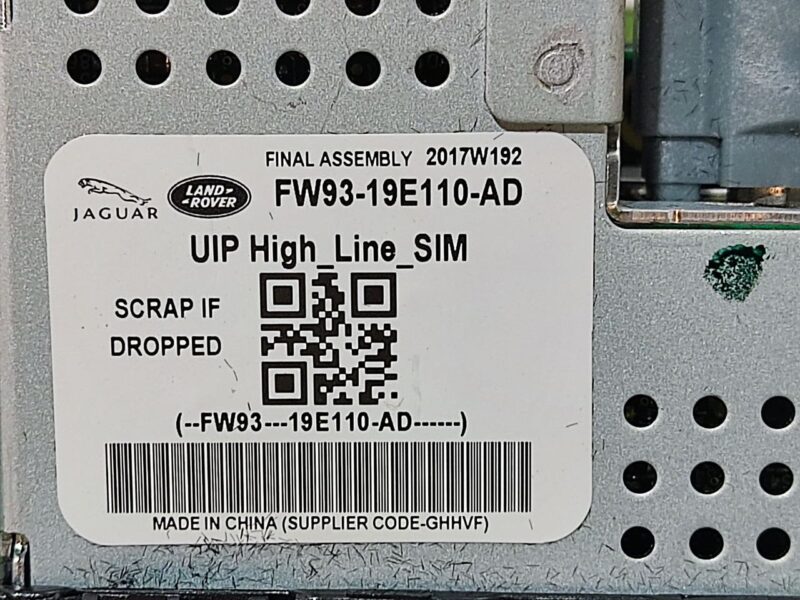 FINAL ASSEMBLY 2017W192
JAGUAR
LAND-
-ROVER
FW93-19E110-AD
UIP High_Line_SIM
SCRAP IF
DROPPED
(--FW93---19E110-AD------)
MADE IN CHINA (SUPPLIER CODE-GHHVF)